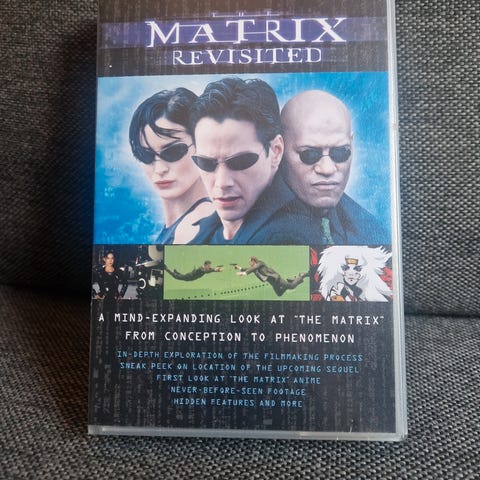 THE
MATRIX
REVISITED
A MIND-EXPANDING LOOK AT "THE MATRIX"
FROM CONCEPTION TO PHENOMENON
IN-DEPTH EXPLORATION OF THE FILMMAKING PROCESS
SNEAK PEEK ON LOCATION OF THE UPCOMING SEQUEL
FIRST LOOK AT "THE MATRIX" ANIME
NEVER-BEFORE-SEEN FOOTAGE
HIDDEN FEATURES AND MORE